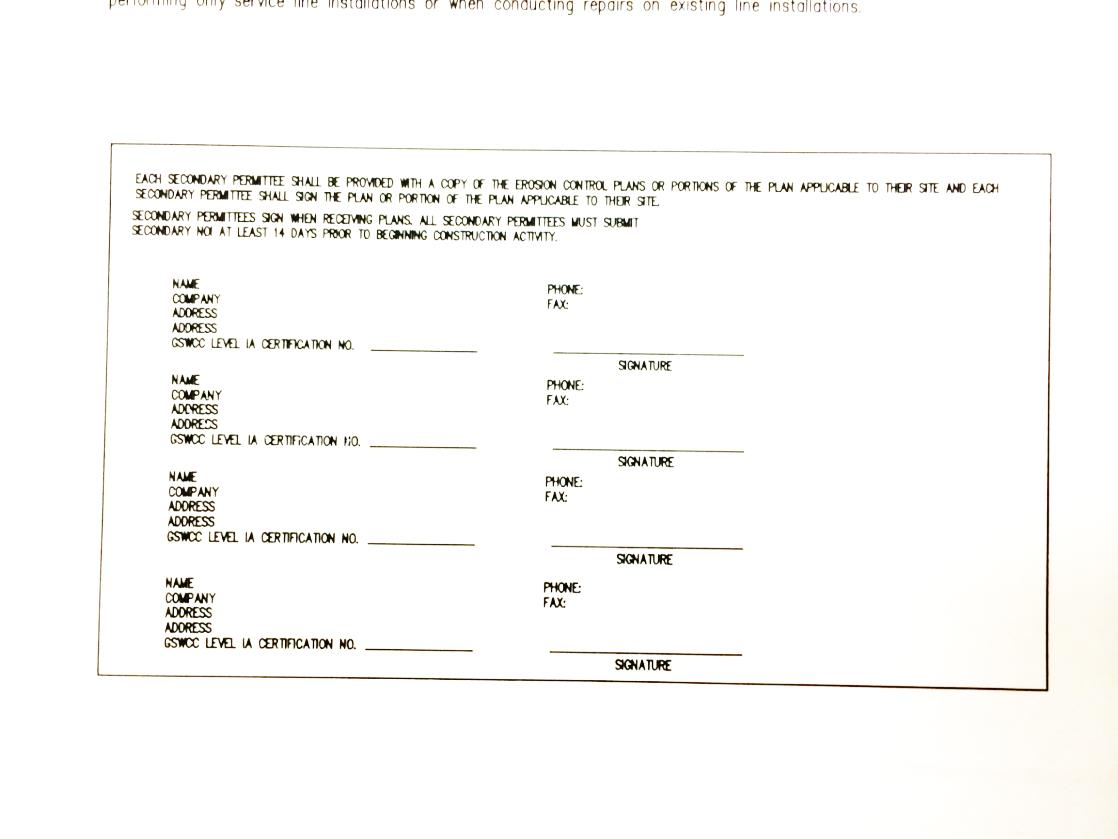 performing only service line installations or when conducting repairs on existing line installations.
EACH SECONDARY PERMITTEE SHALL BE PROVIDED WITH A COPY OF THE EROSION CONTROL PLANS OR PORTIONS OF THE PLAN APPLICABLE TO THEIR SITE AND EACH
SECONDARY PERMITTEE SHALL SIGN THE PLAN OR PORTION OF THE PLAN APPLICABLE TO THEIR SITE.
SECONDARY PERMITTEES SIGN WHEN RECEIVING PLANS. ALL SECONDARY PERMITTEES MUST SUBMIT
SECONDARY NOI AT LEAST 14 DAYS PRIOR TO BEGINNING CONSTRUCTION ACTIVITY.
NAME
COMPANY
ADDRESS
ADDRESS
GSWCC LEVEL IA CERTIFICATION NO.
PHONE:
FAX:
SIGNATURE
NAME
COMPANY
ADDRESS
ADDRESS
GSWCC LEVEL IA CERTIFICATION NO.
PHONE:
FAX:
SIGNATURE
NAME
COMPANY
ADDRESS
ADDRESS
GSWCC LEVEL IA CERTIFICATION NO.
PHONE:
FAX:
SIGNATURE
NAME
COMPANY
ADDRESS
ADDRESS
GSWCC LEVEL IA CERTIFICATION NO.
PHONE:
FAX:
SIGNATURE